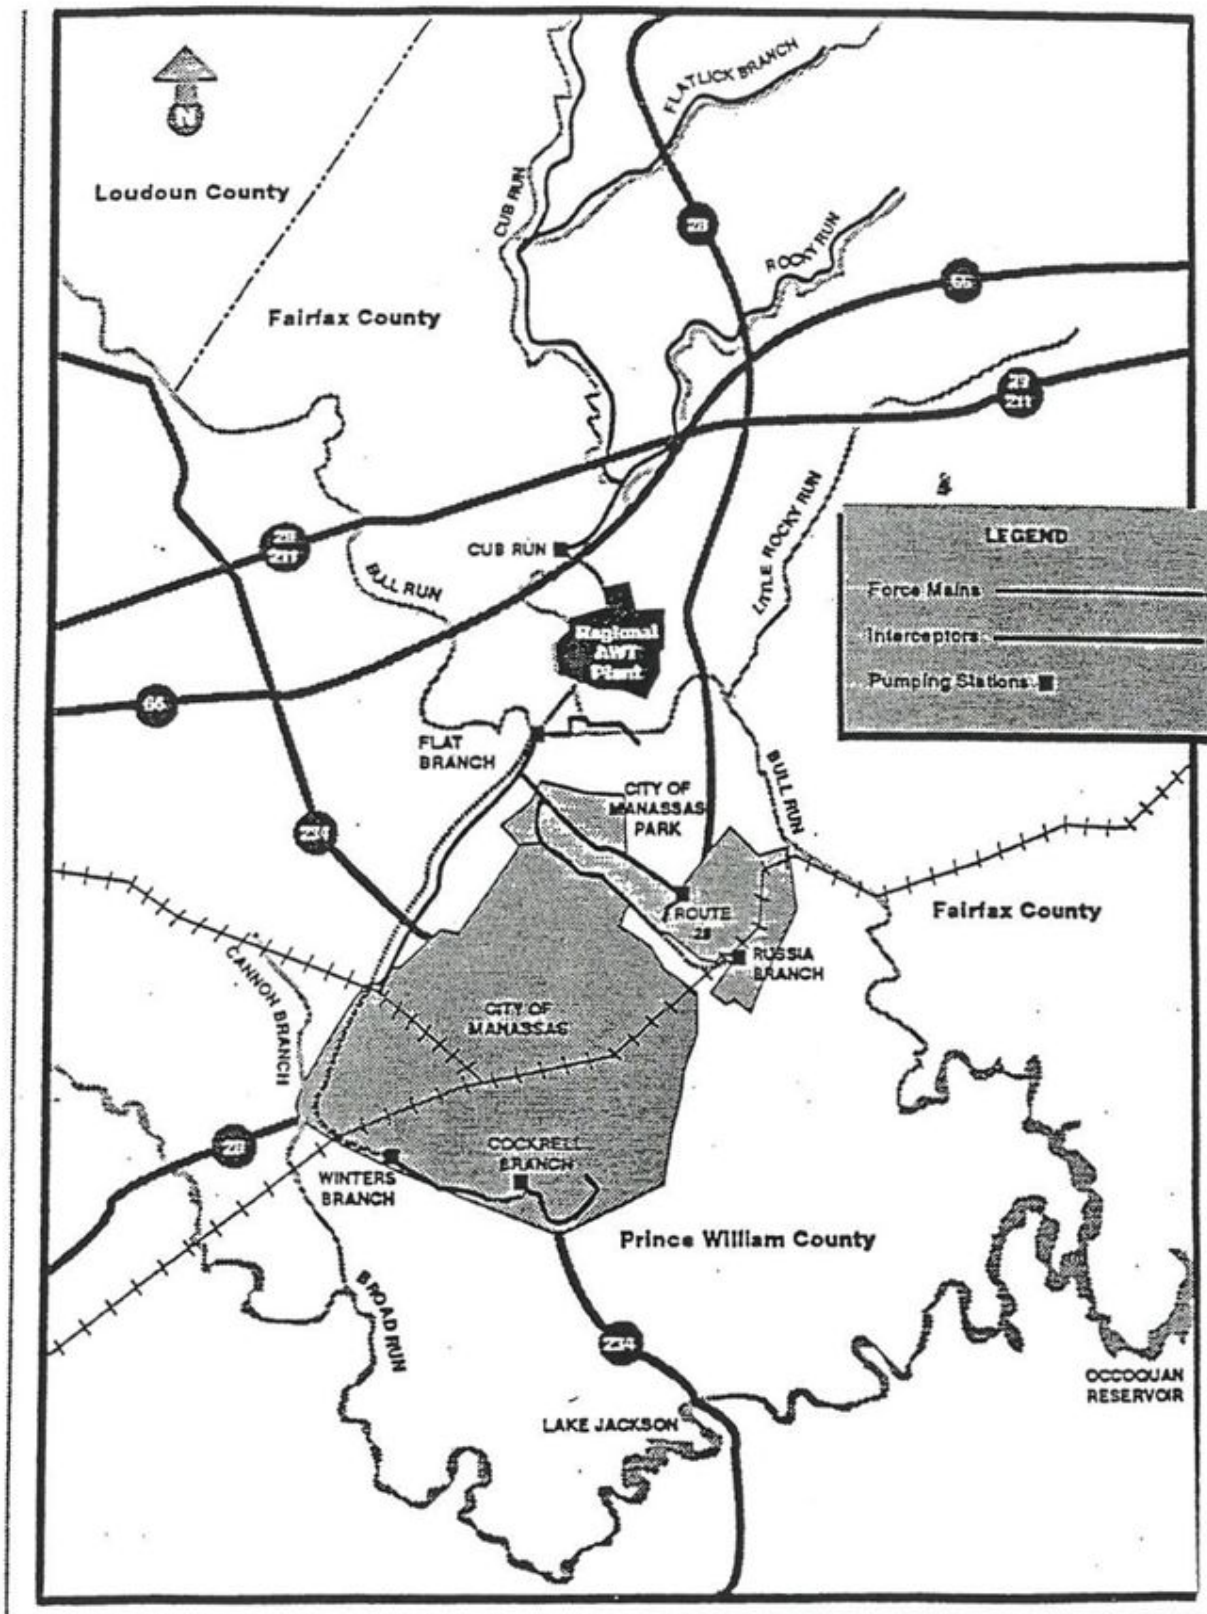 FLATLICK BRANCH
N
Loudoun County
CUB RUN
28
ROCKY RUN
66
Fairfax County
29
211
LITTLE ROCKY RUN
LEGEND
Force Mains
Interceptors
Pumping Stations
29
211
CUB RUN
BULL RUN
Regional
AWT
Plant
66
FLAT
BRANCH
BULL RUN
CITY OF
MANASSAS
PARK
234
ROUTE
28
Fairfax County
RUSSIA
BRANCH
CANNON BRANCH
CITY OF
MANASSAS
28
COCKRELL
BRANCH
WINTERS
BRANCH
Prince William County
BROAD RUN
234
OCCOQUAN
RESERVOIR
LAKE JACKSON